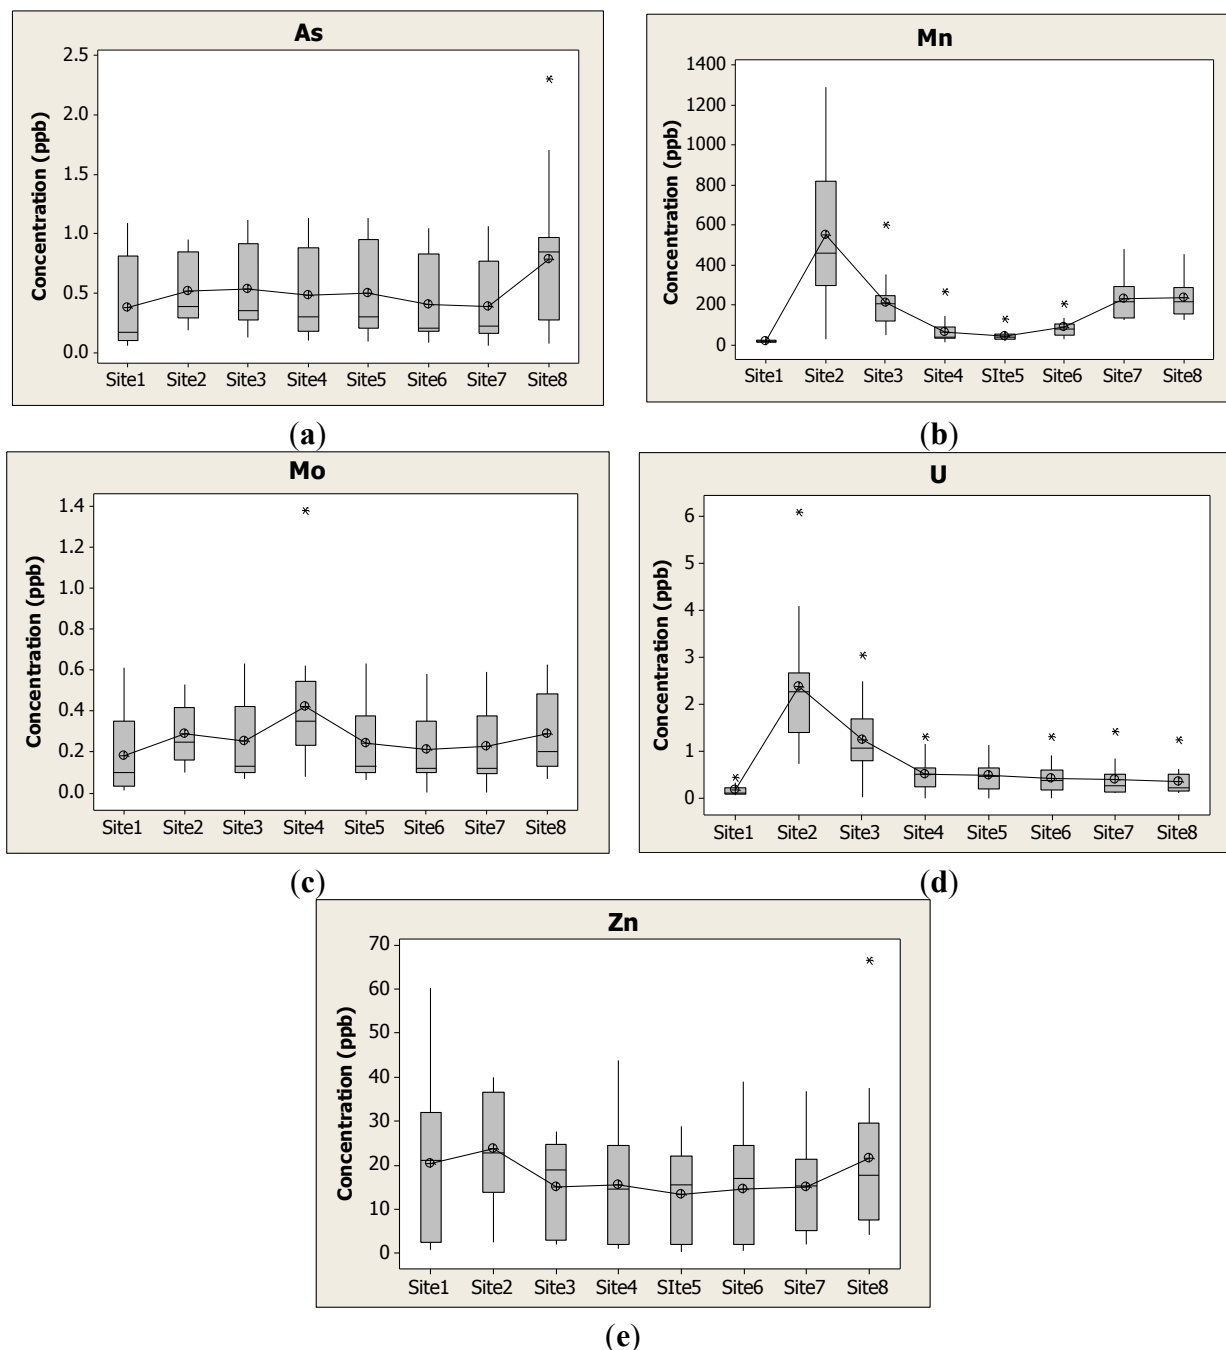 As
Concentration (ppb)
2.5
2.0
1.5
1.0
0.5
0.0
Site1 Site2 Site3 Site4 Site5 Site6 Site7 Site8
(a)
Mn
Concentration (ppb)
1400
1200
1000
800
600
400
200
0
Site1 Site2 Site3 Site4 SIte5 Site6 Site7 Site8
(b)
Mo
Concentration (ppb)
1.4
1.2
1.0
0.8
0.6
0.4
0.2
0.0
Site1 Site2 Site3 Site4 Site5 Site6 Site7 Site8
(c)
U
Concentration (ppb)
6
5
4
3
2
1
0
Site1 Site2 Site3 Site4 Site5 Site6 Site7 Site8
(d)
Zn
Concentration (ppb)
70
60
50
40
30
20
10
0
Site1 Site2 Site3 Site4 SIte5 Site6 Site7 Site8
(e)